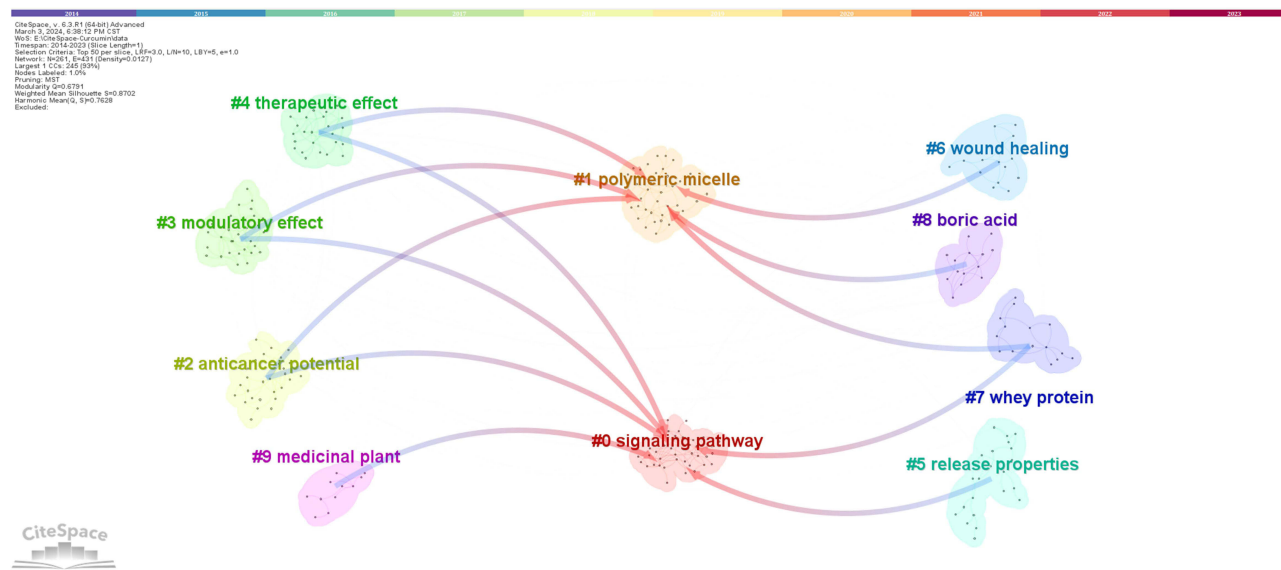 2014 2015 2016 2017 2018 2019 2020 2021 2022 2023
CiteSpace, v. 6.3.R1 (64-bit) Advanced
March 3, 2024, 6:38:12 PM CST
WoS: E:\CiteSpace-Curcumin\data
Timespan: 2014-2023 (Slice Length=1)
Selection Criteria: Top 50 per slice, LRF=3.0, L/N=10, LBY=5, e=1.0
Network: N=261, E=431 (Density=0.0127)
Largest 1 CCs: 245 (93%)
Nodes Labeled: 1.0%
Pruning: MST
Modularity Q=0.6791
Weighted Mean Silhouette S=0.8702
Harmonic Mean(Q, S)=0.7628
Excluded:
#4 therapeutic effect
#6 wound healing
#1 polymeric micelle
#3 modulatory effect
#8 boric acid
#2 anticancer potential
#7 whey protein
#0 signaling pathway
#9 medicinal plant
#5 release properties
CiteSpace